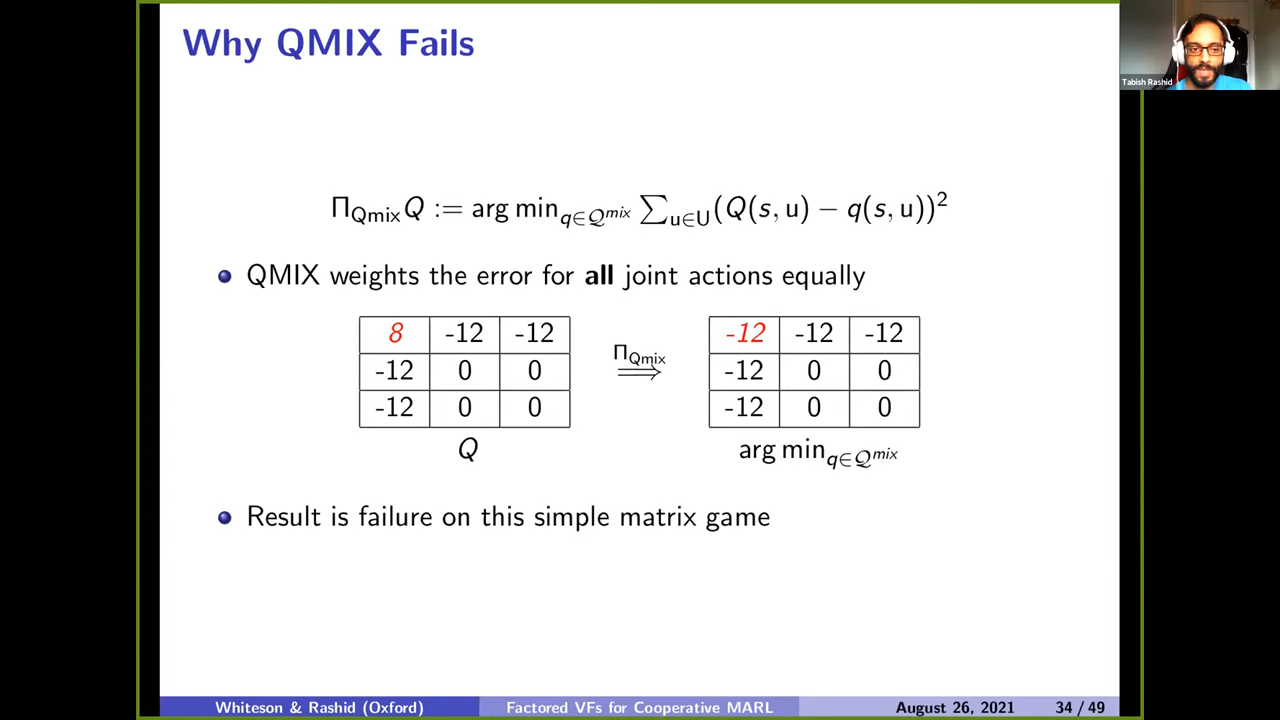 Why QMIX Fails
Tabish Rashid
Π_Qmix Q := arg min_{q∈𝒬^mix} ∑_{u∈U} (Q(s, u) − q(s, u))²
QMIX weights the error for all joint actions equally
8 -12 -12 Π_Qmix ⟹ -12 -12 -12
-12 0 0 -12 0 0
-12 0 0 -12 0 0
Q arg min_{q∈𝒬^mix}
Result is failure on this simple matrix game
Whiteson & Rashid (Oxford) Factored VFs for Cooperative MARL August 26, 2021 34 / 49